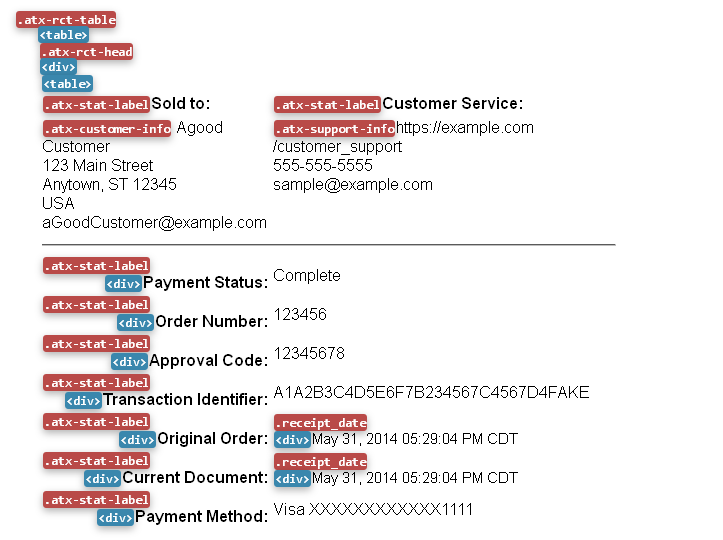 .atx-rct-table
<table>
.atx-rct-head
<div>
<table>
.atx-stat-label Sold to:
.atx-customer-info Agood
Customer
123 Main Street
Anytown, ST 12345
USA
aGoodCustomer@example.com
.atx-stat-label Customer Service:
.atx-support-info https://example.com
/customer_support
555-555-5555
sample@example.com
.atx-stat-label
<div> Payment Status: Complete
.atx-stat-label
<div> Order Number: 123456
.atx-stat-label
<div> Approval Code: 12345678
.atx-stat-label
<div> Transaction Identifier: A1A2B3C4D5E6F7B234567C4567D4FAKE
.atx-stat-label .receipt_date
<div> Original Order: <div> May 31, 2014 05:29:04 PM CDT
.atx-stat-label .receipt_date
<div> Current Document: <div> May 31, 2014 05:29:04 PM CDT
.atx-stat-label
<div> Payment Method: Visa XXXXXXXXXXXX1111